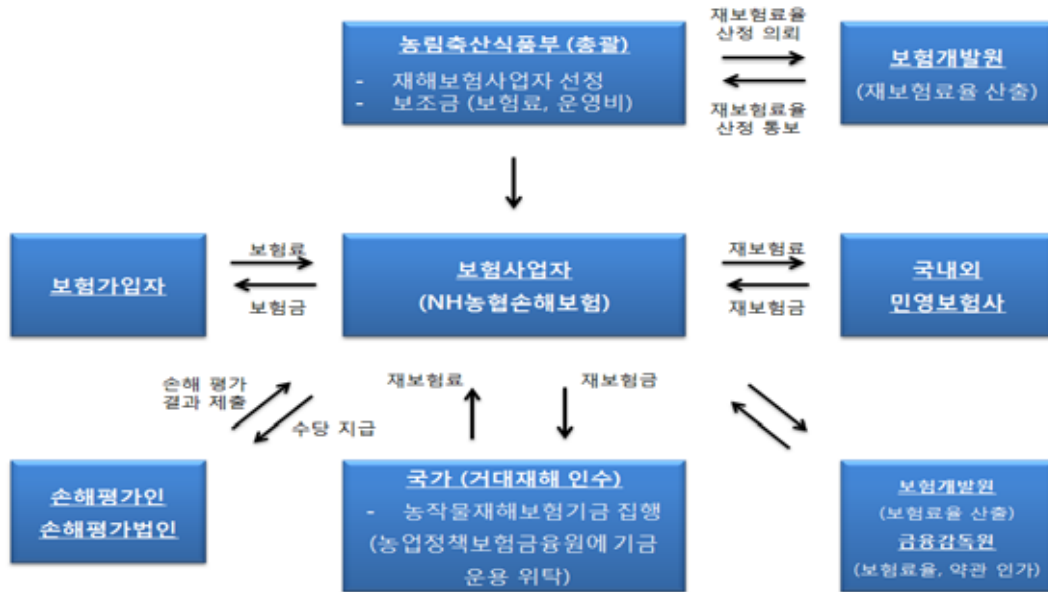 재보험료율
산정 의뢰
농림축산식품부 (총괄)
- 재해보험사업자 선정
- 보조금 (보험료, 운영비)
보험개발원
(재보험료율 산출)
재보험료율
산정 통보
보험가입자
보험료
보험금
보험사업자
(NH농협손해보험)
재보험료
재보험금
국내외
민영보험사
손해 평가
결과 제출
수당 지급
재보험료
재보험금
손해평가인
손해평가법인
국가 (거대재해 인수)
- 농작물재해보험기금 집행
(농업정책보험금융원에 기금
운용 위탁)
보험개발원
(보험료율 산출)
금융감독원
(보험료율, 약관 인가)